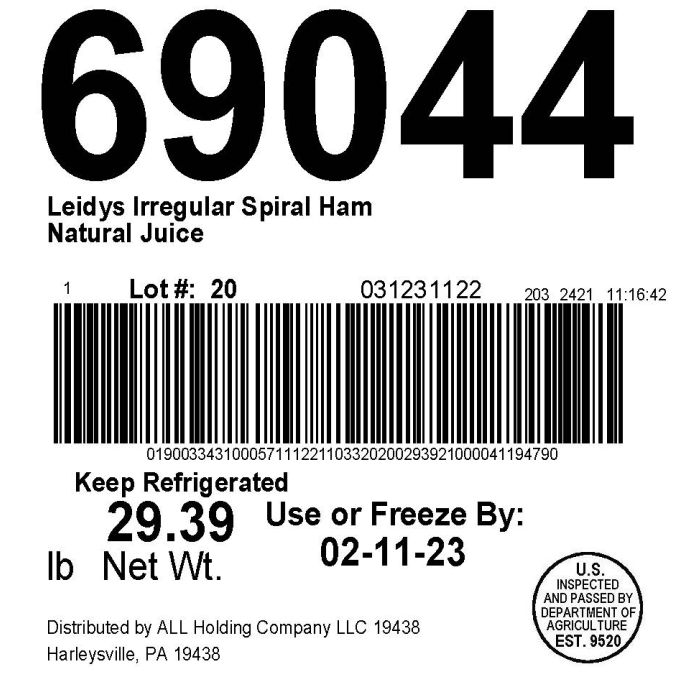 69044
Leidys Irregular Spiral Ham
Natural Juice
1 Lot #: 20 031231122 203 2421 11:16:42
019003343100057111122110332020029392100004119479​0
Keep Refrigerated
29.39
lb Net Wt.
Use or Freeze By:
02-11-23
U.S.
INSPECTED
AND PASSED BY
DEPARTMENT OF
AGRICULTURE
EST. 9520
Distributed by ALL Holding Company LLC 19438
Harleysville, PA 19438